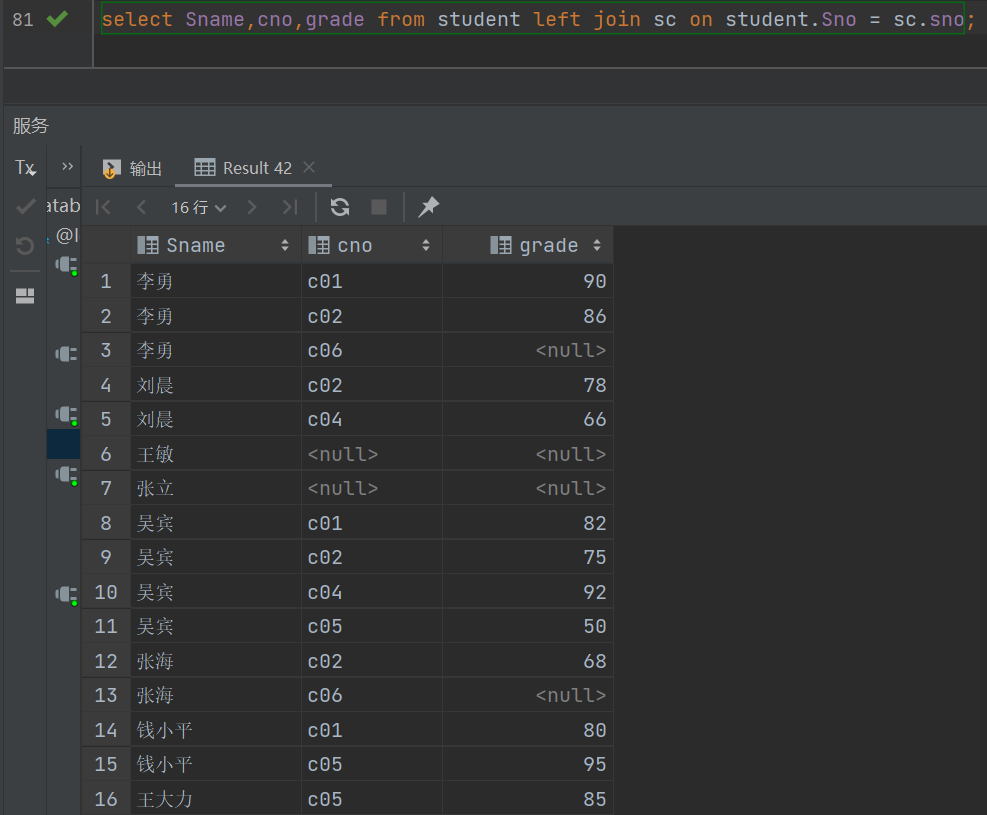 81 select Sname,cno,grade from student left join sc on student.Sno = sc.sno;
服务
Tx » 输出 Result 42
16 行
atab
@l
Sname cno grade
1 李勇 c01 90
2 李勇 c02 86
3 李勇 c06 <null>
4 刘晨 c02 78
5 刘晨 c04 66
6 王敏 <null> <null>
7 张立 <null> <null>
8 吴宾 c01 82
9 吴宾 c02 75
10 吴宾 c04 92
11 吴宾 c05 50
12 张海 c02 68
13 张海 c06 <null>
14 钱小平 c01 80
15 钱小平 c05 95
16 王大力 c05 85